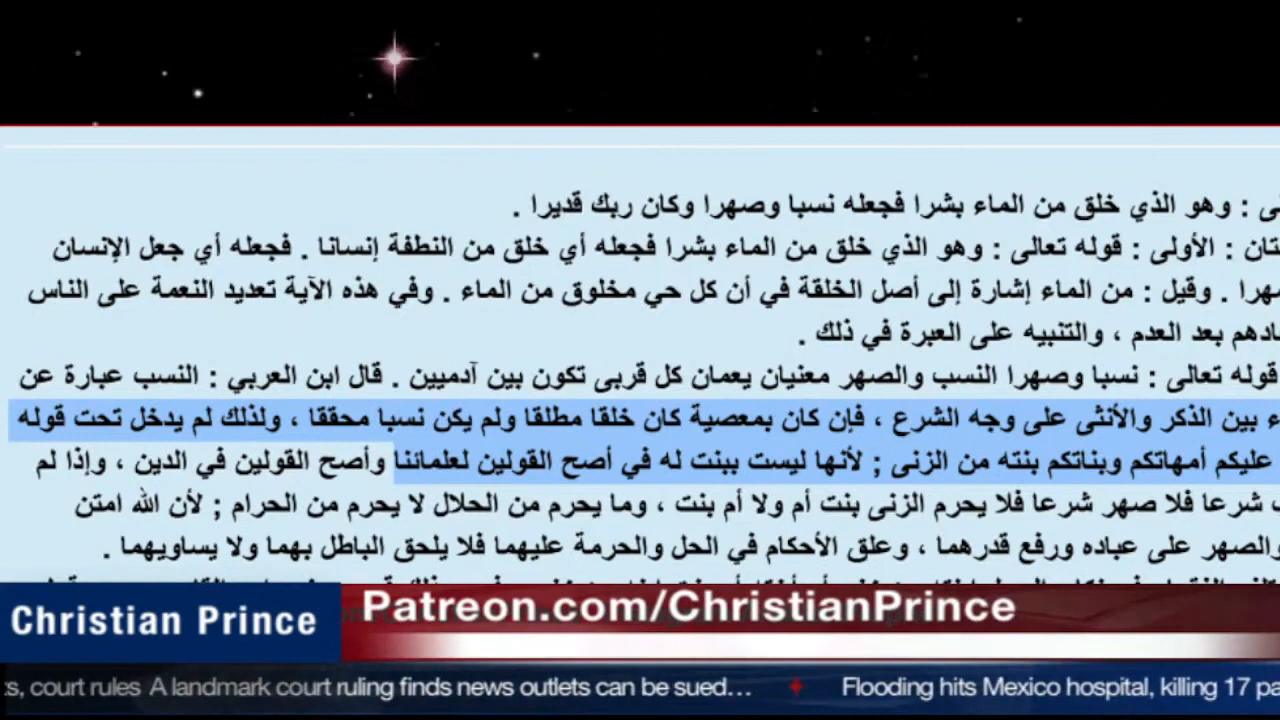 : وهو الذي خلق من الماء بشرا فجعله نسبا وصهرا وكان ربك قديرا .
: الأولى : قوله تعالى : وهو الذي خلق من الماء بشرا فجعله أي خلق من النطفة إنسانا . فجعله أي جعل الإنسان
. وقيل : من الماء إشارة إلى أصل الخلقة في أن كل حي مخلوق من الماء . وفي هذه الآية تعديد النعمة على الناس
بعد العدم ، والتنبيه على العبرة في ذلك .
قوله تعالى : نسبا وصهرا النسب والصهر معنيان يعمان كل قربى تكون بين آدميين . قال ابن العربي : النسب عبارة عن
بين الذكر والأنثى على وجه الشرع ، فإن كان بمعصية كان خلقا مطلقا ولم يكن نسبا محققا ، ولذلك لم يدخل تحت قوله
عليكم أمهاتكم وبناتكم بنته من الزنى ; لأنها ليست ببنت له في أصح القولين لعلمائنا وأصح القولين في الدين ، وإذا لم
شرعا فلا صهر شرعا فلا يحرم الزنى بنت أم ولا أم بنت ، وما يحرم من الحلال لا يحرم من الحرام ; لأن الله امتن
والصهر على عباده ورفع قدرهما ، وعلق الأحكام في الحل والحرمة عليهما فلا يلحق الباطل بهما ولا يساويهما .
Christian Prince
Patreon.com/ChristianPrince
, court rules A landmark court ruling finds news outlets can be sued… Flooding hits Mexico hospital, killing 17